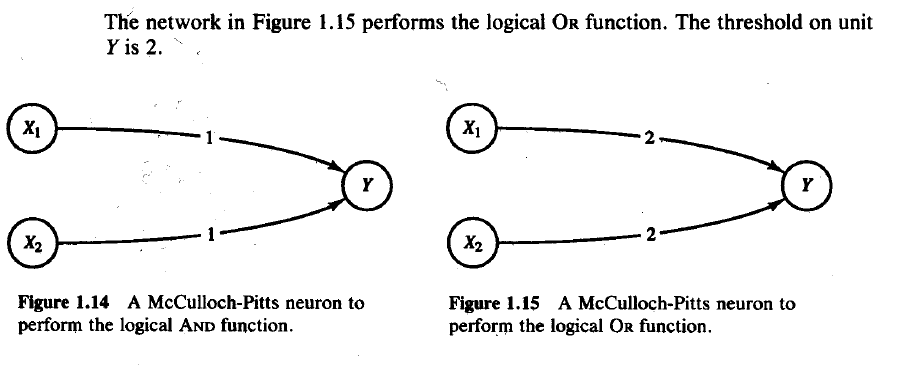 The network in Figure 1.15 performs the logical OR function. The threshold on unit
Y is 2.
X1
1
Y
X2
1
X1
2
Y
X2
2
Figure 1.14 A McCulloch-Pitts neuron to
perform the logical AND function.
Figure 1.15 A McCulloch-Pitts neuron to
perform the logical OR function.